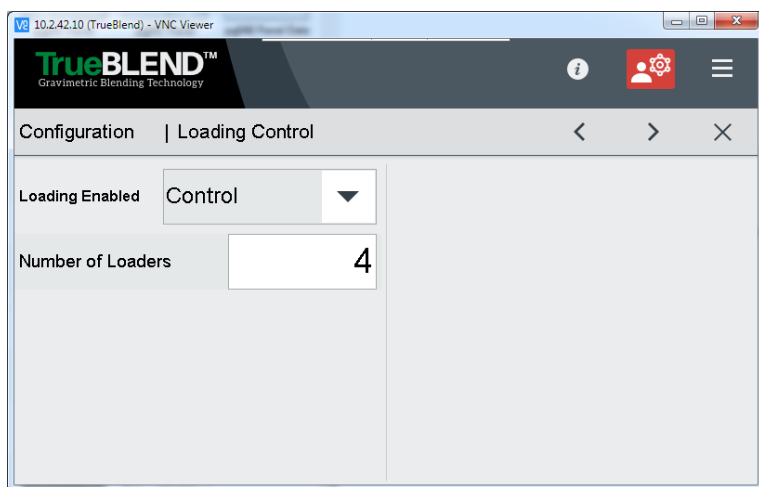 10.2.42.10 (TrueBlend) - VNC Viewer
TrueBLEND™
Gravimetric Blending Technology
Configuration | Loading Control
Loading Enabled Control
Number of Loaders 4